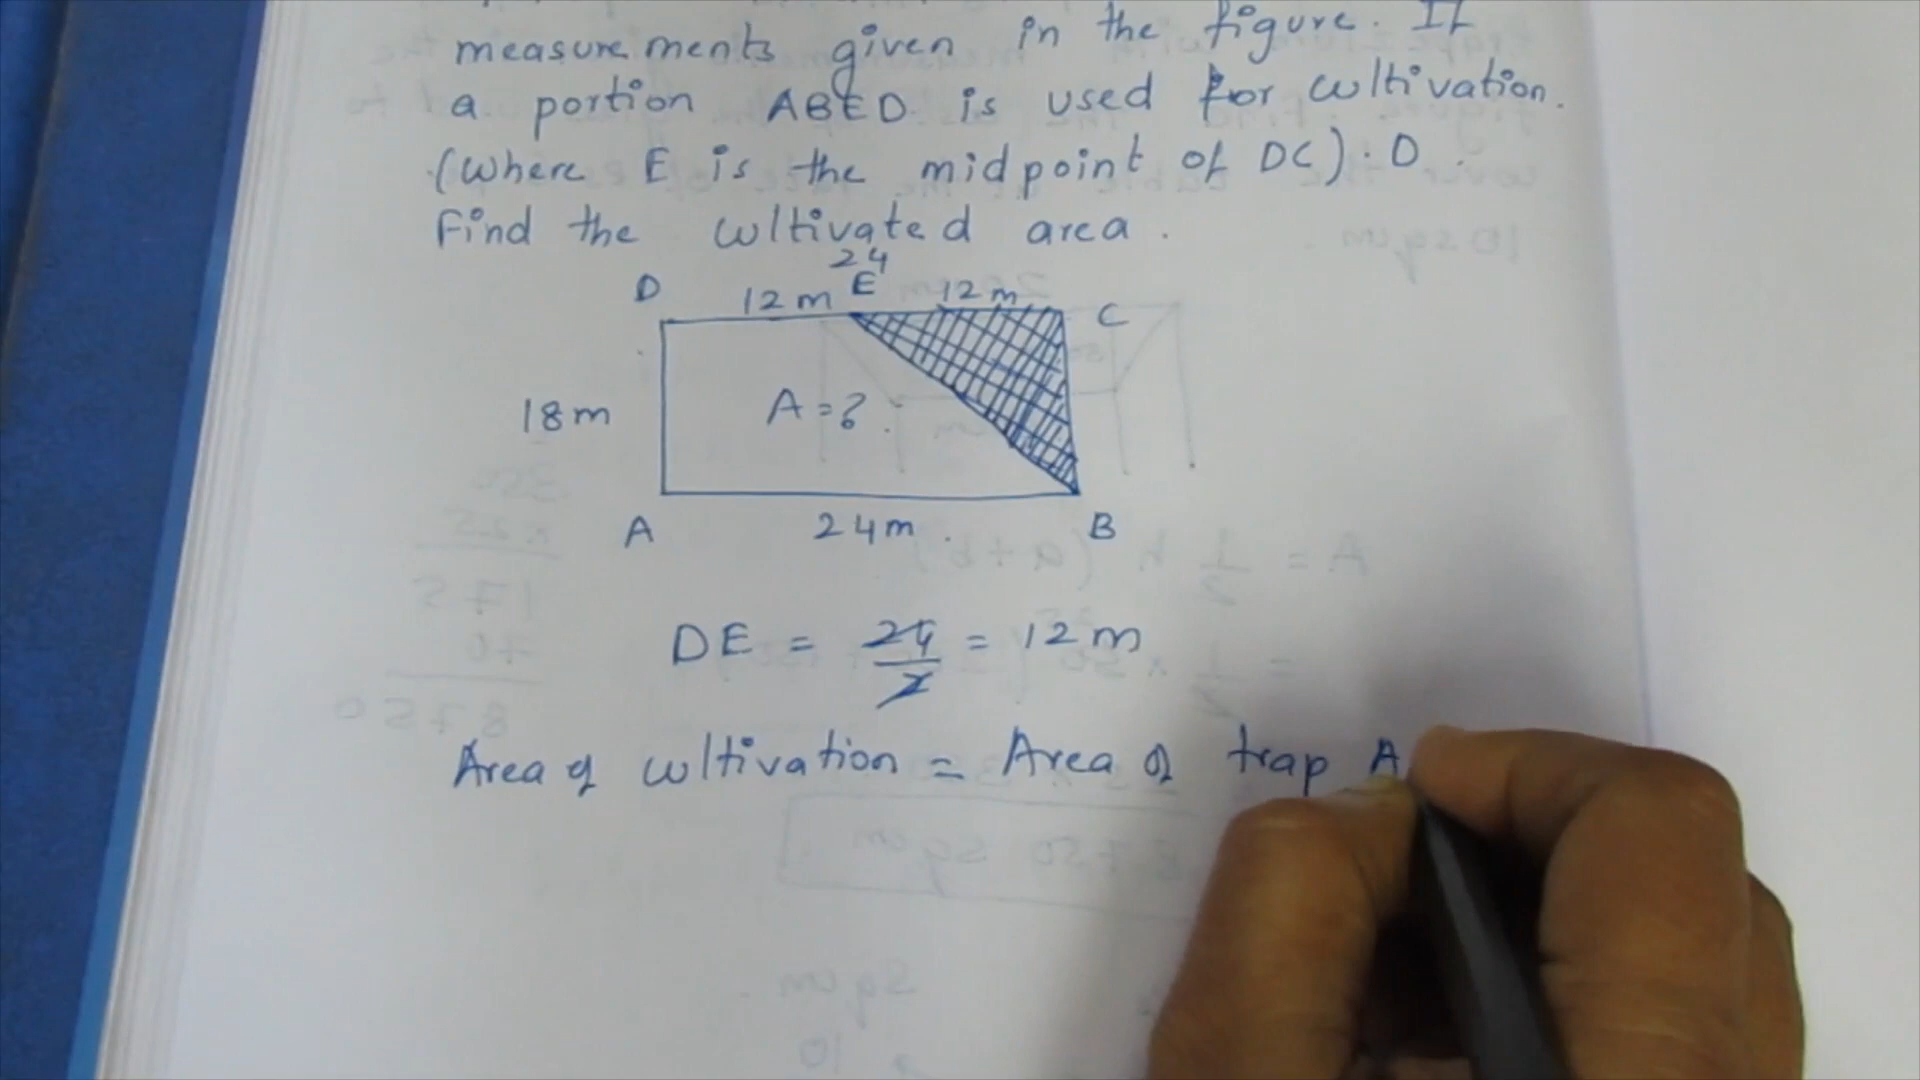 measurements given in the figure. If
a portion ABED is used for cultivation.
(Where E is the midpoint of DC). D.
Find the cultivated area.
24
D 12m E 12m C
18m A = ?
A 24m B
DE = 24/2 = 12m
Area of cultivation = Area of trap A